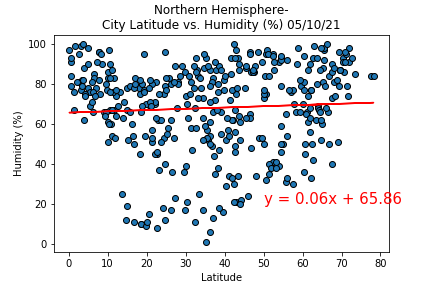 Northern Hemisphere-
City Latitude vs. Humidity (%) 05/10/21
100
80
60
40
20
0
Humidity (%)
y = 0.06x + 65.86
0 10 20 30 40 50 60 70 80
Latitude